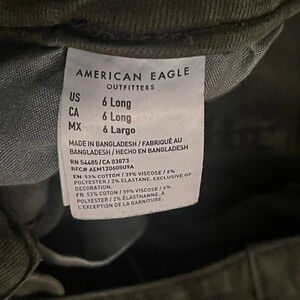 AMERICAN EAGLE
OUTFITTERS
US 6 Long
CA 6 Long
MX 6 Largo
MADE IN BANGLADESH / FABRIQUÉ AU
BANGLADESH / HECHO EN BANGLADESH
RN 54485/CA 03873
RFC# AEM120605U9A
EN: 53% COTTON / 39% VISCOSE / 6%
POLYESTER / 2% ELASTANE. EXCLUSIVE OF
DECORATION.
FR: 53% COTON / 39% VISCOSE / 6%
POLYESTER / 2% ÉLASTHANNE. À
L'EXCEPTION DE LA GARNITURE.